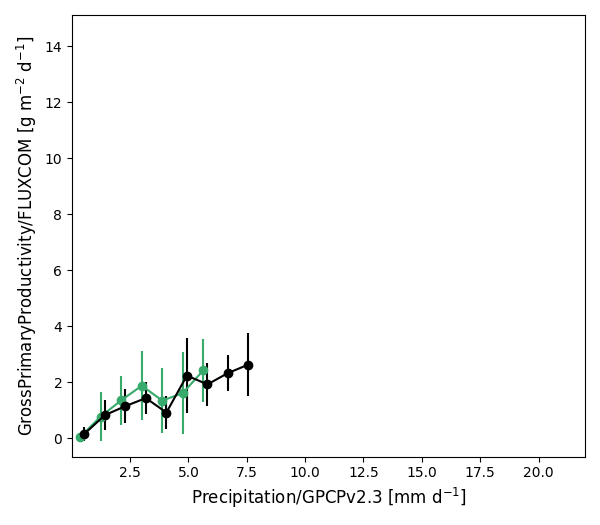 14
12
10
8
6
4
2
0
GrossPrimaryProductivity/FLUXCOM [g m⁻² d⁻¹]
2.5 5.0 7.5 10.0 12.5 15.0 17.5 20.0
Precipitation/GPCPv2.3 [mm d⁻¹]